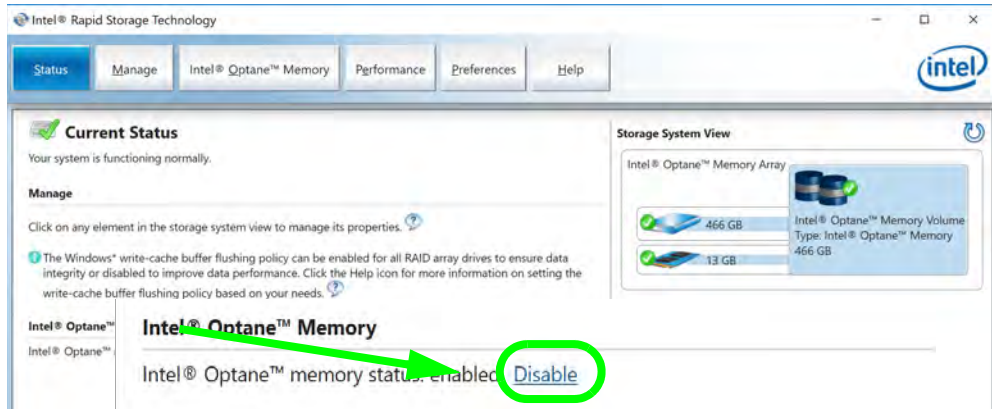 Intel® Rapid Storage Technology
Status
Manage
Intel® Optane™ Memory
Performance
Preferences
Help
intel
Current Status
Your system is functioning normally.
Manage
Click on any element in the storage system view to manage its properties.
The Windows* write-cache buffer flushing policy can be enabled for all RAID array drives to ensure data
integrity or disabled to improve data performance. Click the Help icon for more information on setting the
write-cache buffer flushing policy based on your needs.
Intel® Optane™
Intel® Optane™
Storage System View
Intel® Optane™ Memory Array
466 GB
13 GB
Intel® Optane™ Memory Volume
Type: Intel® Optane™ Memory
466 GB
Intel® Optane™ Memory
Intel® Optane™ memory status: enabled Disable